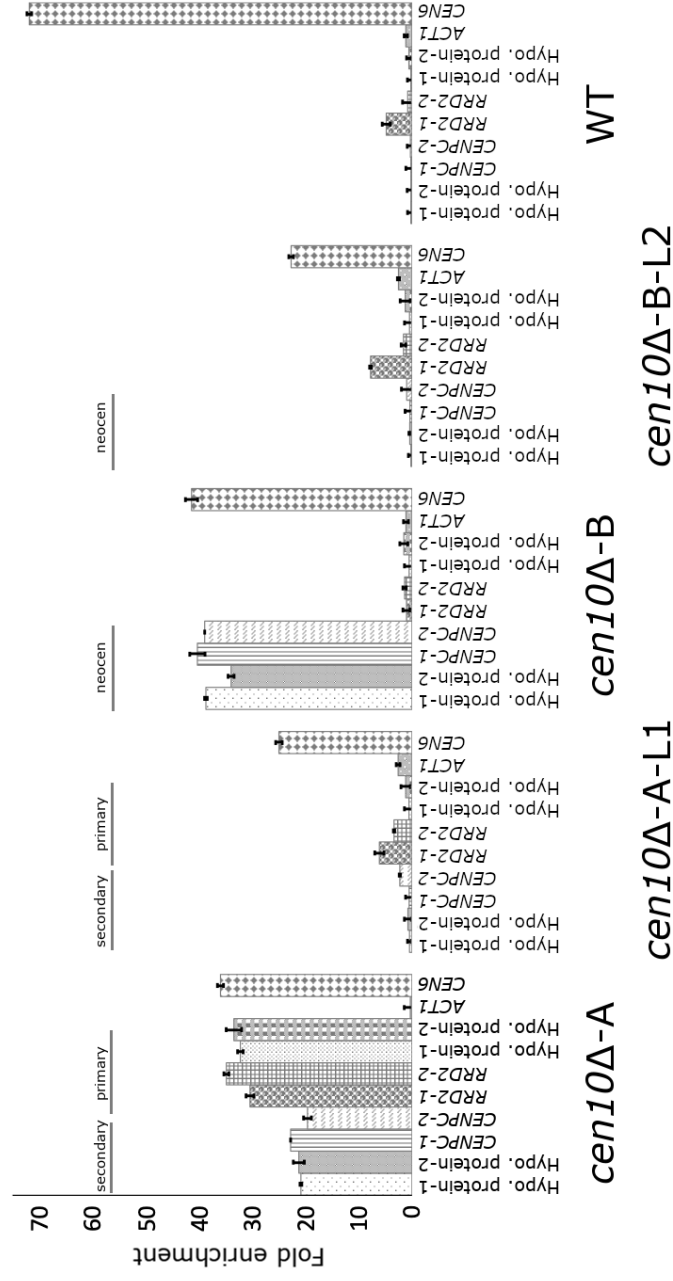 Fold enrichment
70
60
50
40
30
20
10
0
secondary
primary
secondary
primary
neocen
neocen
Hypo. protein-1
Hypo. protein-2
CENPC-1
CENPC-2
RRD2-1
RRD2-2
Hypo. protein-1
Hypo. protein-2
ACT1
CEN6
Hypo. protein-1
Hypo. protein-2
CENPC-1
CENPC-2
RRD2-1
RRD2-2
Hypo. protein-1
Hypo. protein-2
ACT1
CEN6
Hypo. protein-1
Hypo. protein-2
CENPC-1
CENPC-2
RRD2-1
RRD2-2
Hypo. protein-1
Hypo. protein-2
ACT1
CEN6
Hypo. protein-1
Hypo. protein-2
CENPC-1
CENPC-2
RRD2-1
RRD2-2
Hypo. protein-1
Hypo. protein-2
ACT1
CEN6
Hypo. protein-1
Hypo. protein-2
CENPC-1
CENPC-2
RRD2-1
RRD2-2
Hypo. protein-1
Hypo. protein-2
ACT1
CEN6
cen10Δ-A
cen10Δ-A-L1
cen10Δ-B
cen10Δ-B-L2
WT